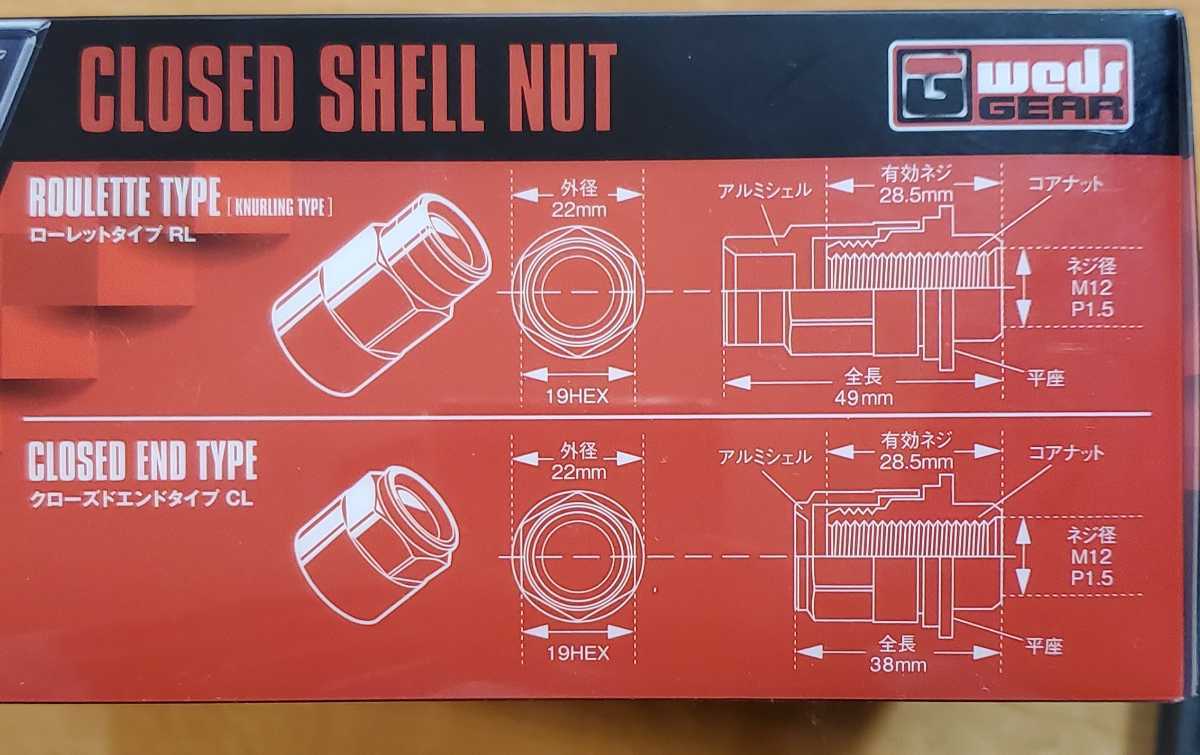 CLOSED SHELL NUT
weds
GEAR
ROULETTE TYPE [KNURLING TYPE]
ローレットタイプ RL
外径
22mm
19HEX
アルミシェル
有効ネジ
28.5mm
コアナット
ネジ径
M12
P1.5
全長
49mm
平座
CLOSED END TYPE
クローズドエンドタイプ CL
外径
22mm
19HEX
アルミシェル
有効ネジ
28.5mm
コアナット
ネジ径
M12
P1.5
全長
38mm
平座